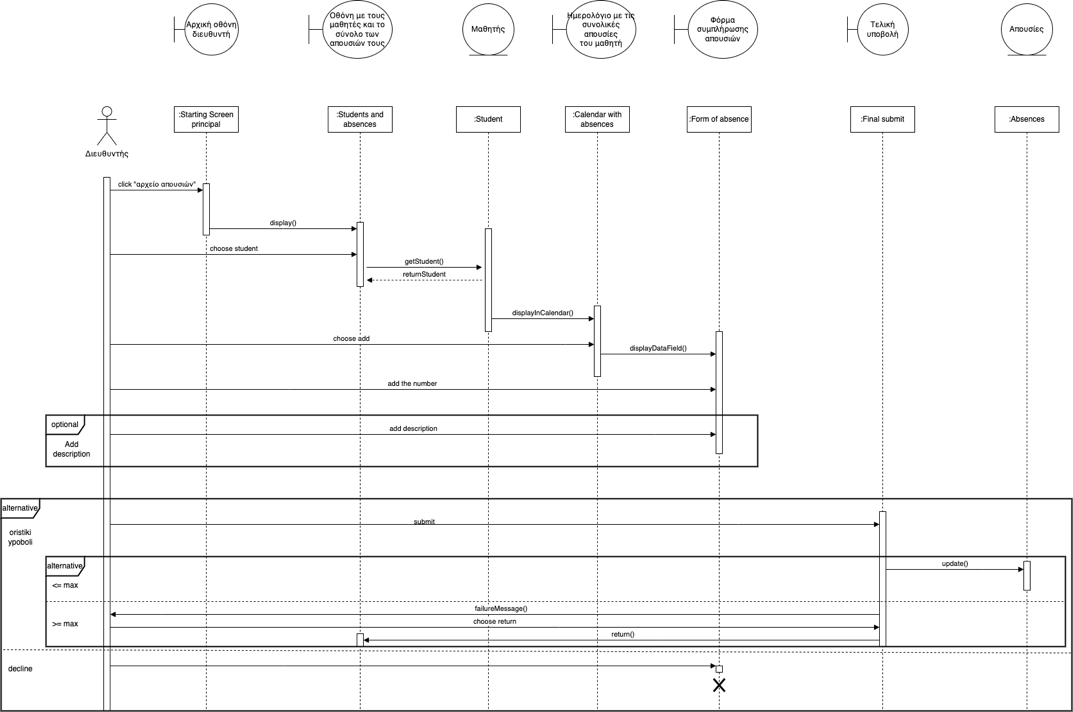 Αρχική οθόνη
διευθυντή
Οθόνη με τους
μαθητές και το
σύνολο των
απουσιών τους
Μαθητής
Ημερολόγιο με τις
συνολικές
απουσίες
του μαθητή
Φόρμα
συμπλήρωσης
απουσιών
Τελική
υποβολή
Απουσίες
:Starting Screen
principal
:Students and
absences
:Student
:Calendar with
absences
:Form of absence
:Final submit
:Absences
Διευθυντής
click "αρχείο απουσιών"
display()
choose student
getStudent()
returnStudent
displayInCalendar()
choose add
displayDataField()
add the number
optional
add description
Add
description
alternative
submit
oristiki
ypoboli
alternative
update()
<= max
failureMessage()
choose return
>= max
return()
decline